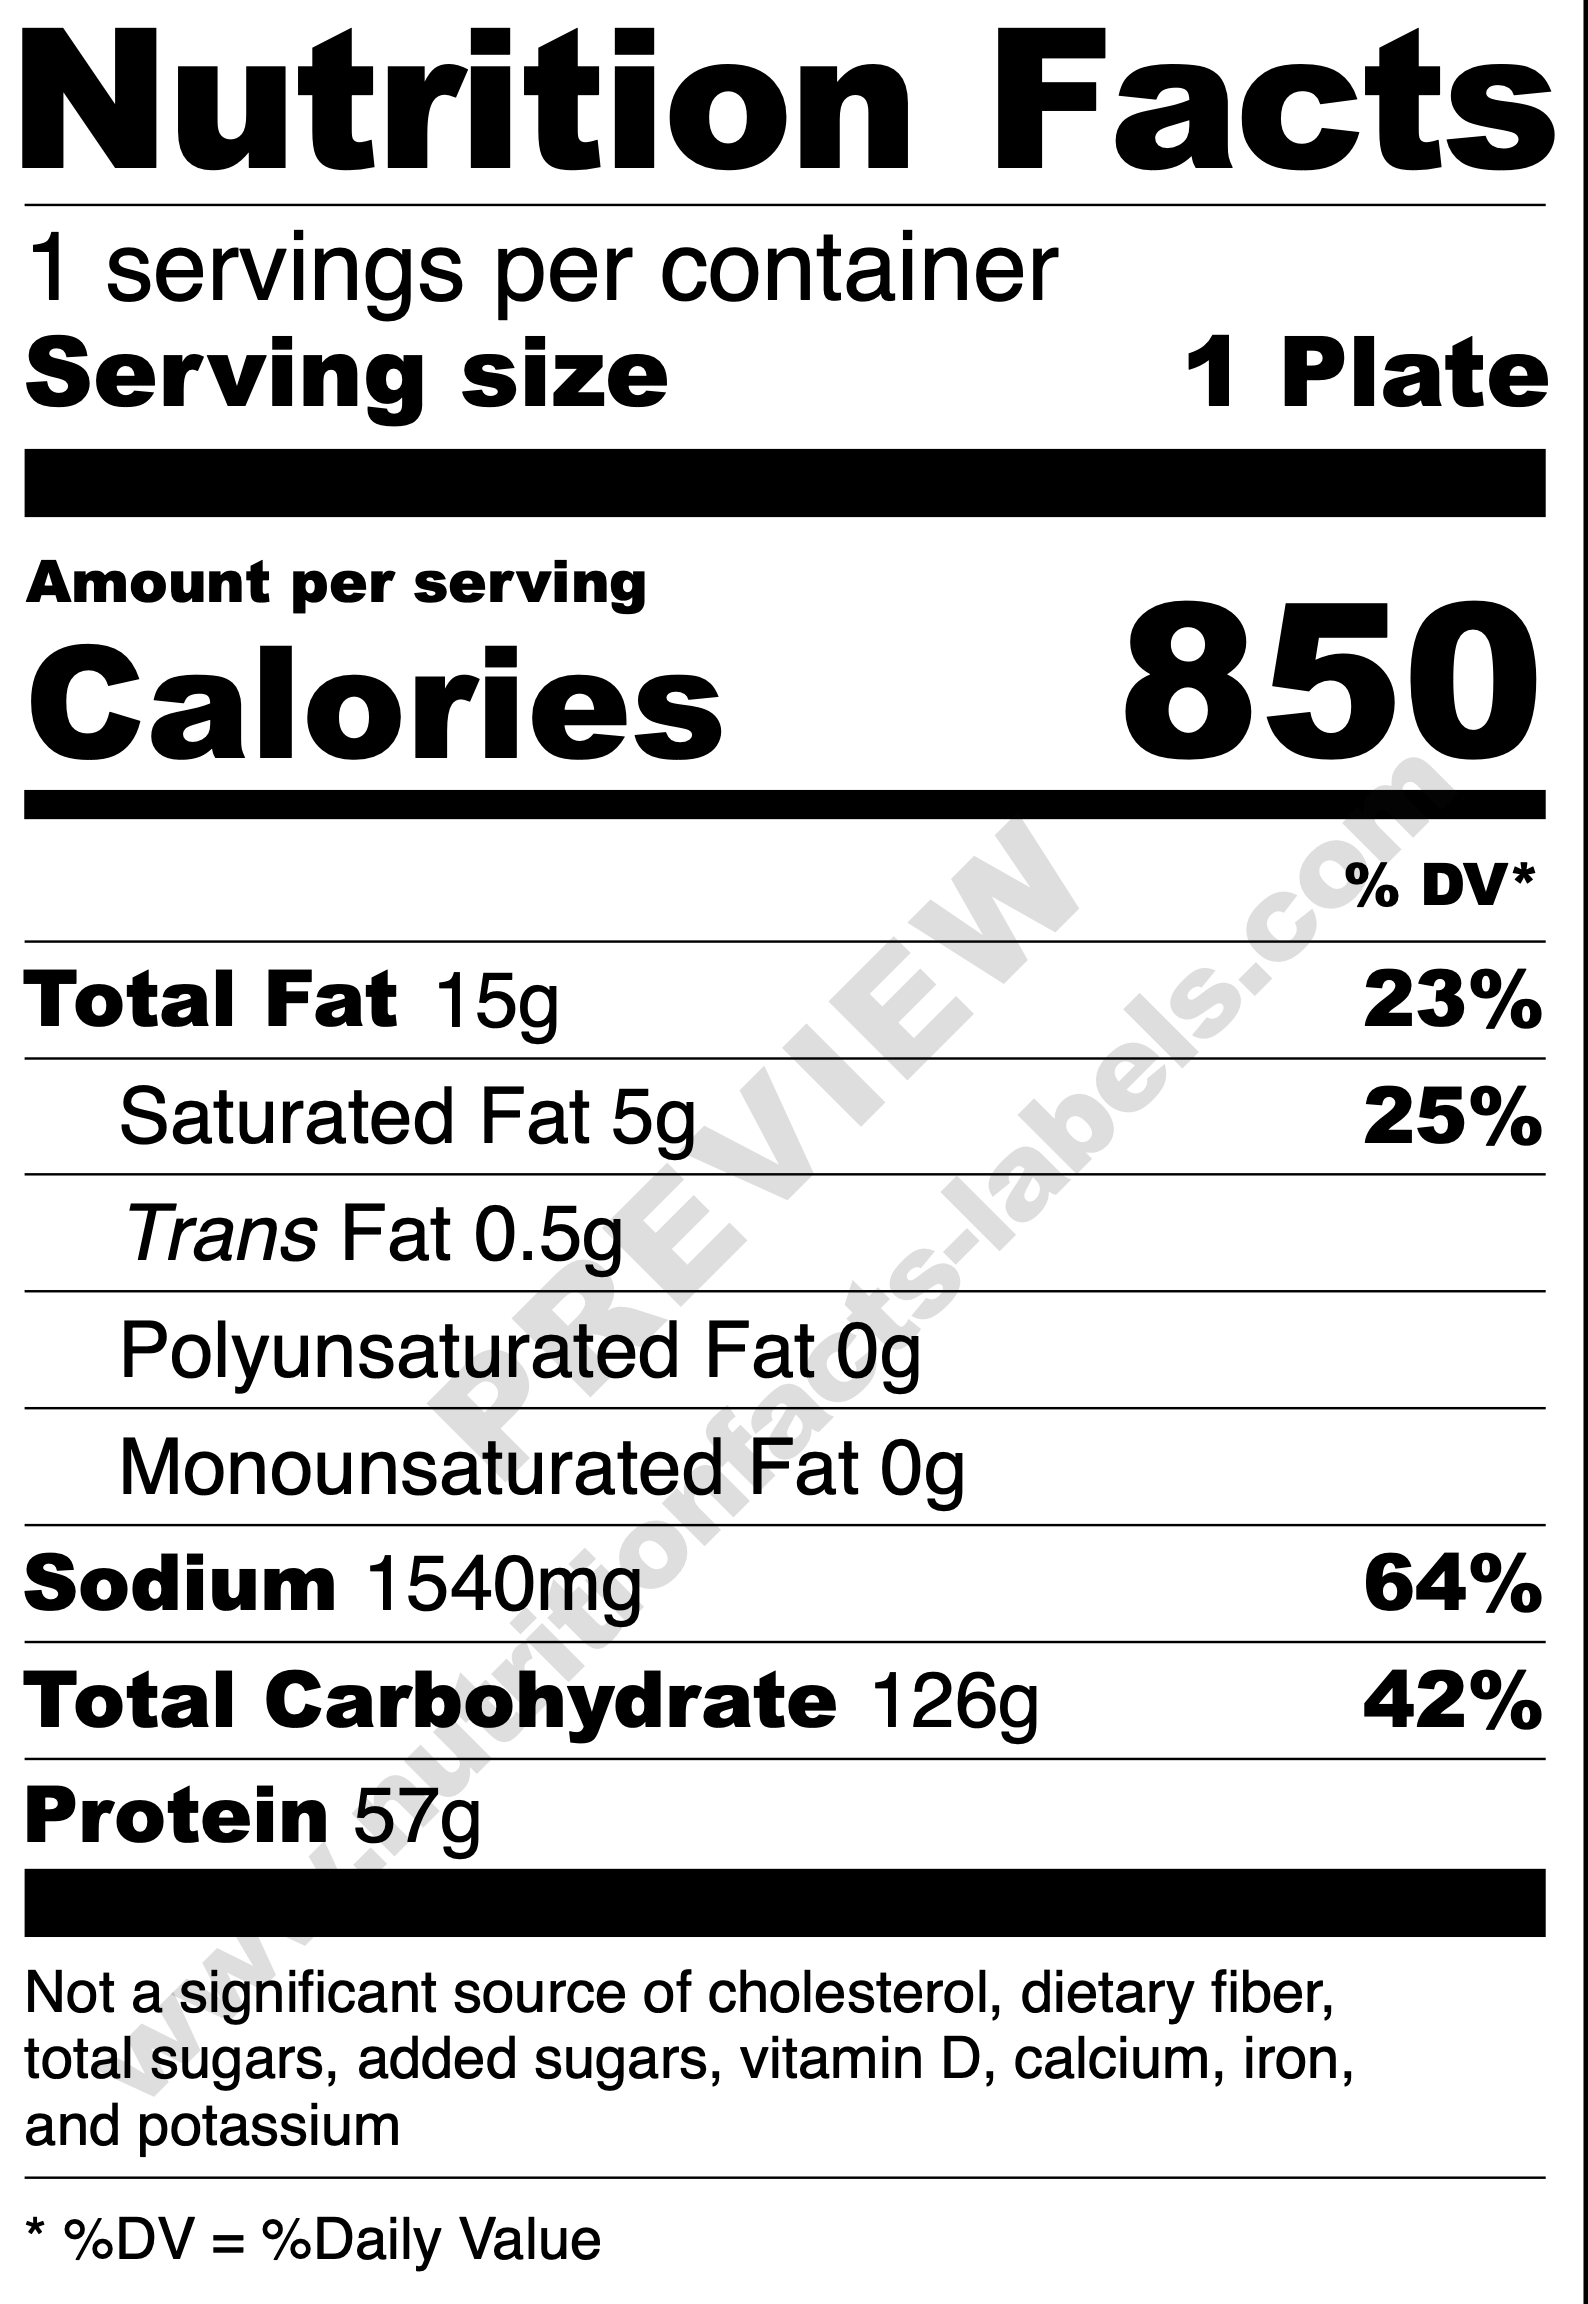 Nutrition Facts
1 servings per container
Serving size 1 Plate
Amount per serving
Calories 850
% DV*
Total Fat 15g 23%
Saturated Fat 5g 25%
Trans Fat 0.5g
Polyunsaturated Fat 0g
Monounsaturated Fat 0g
Sodium 1540mg 64%
Total Carbohydrate 126g 42%
Protein 57g
Not a significant source of cholesterol, dietary fiber,
total sugars, added sugars, vitamin D, calcium, iron,
and potassium
* %DV = %Daily Value
PREVIEW
www.nutritionfacts-labels.com